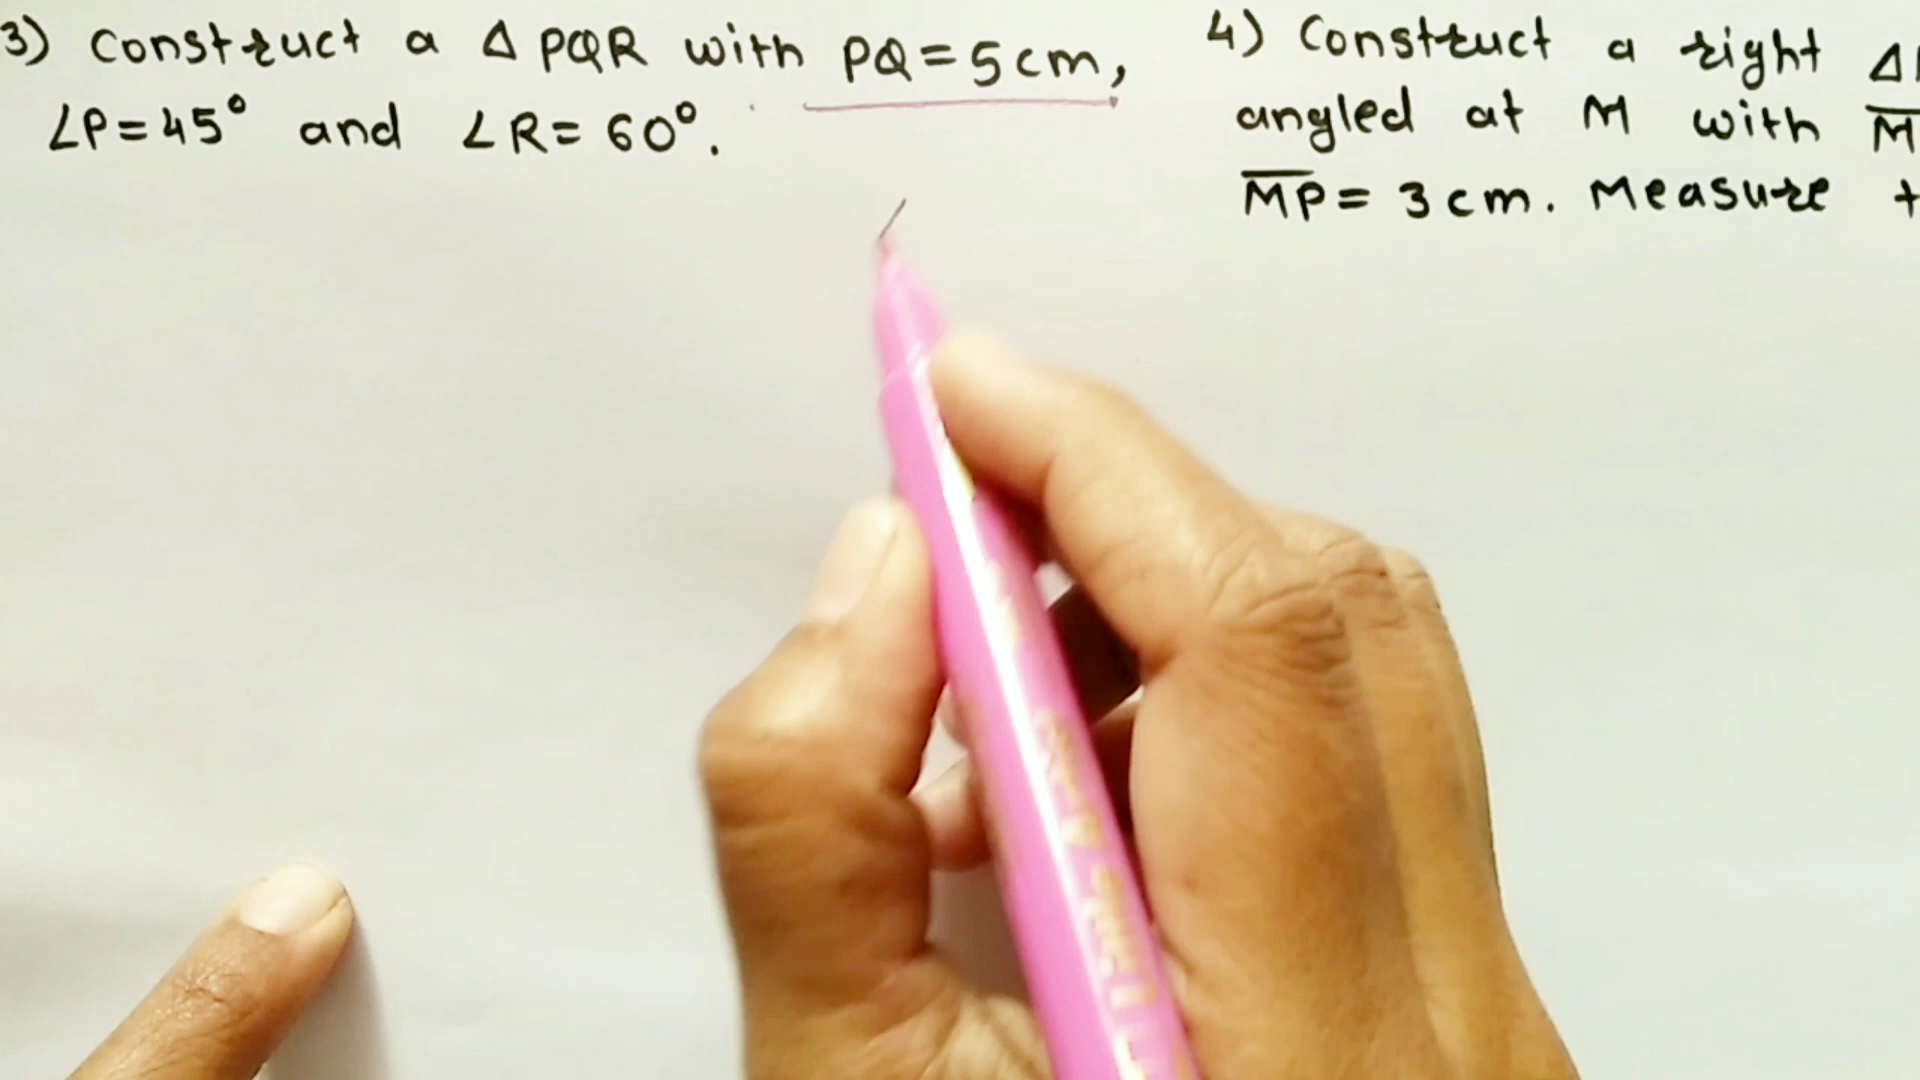 3) Construct a Δ PQR with PQ = 5 cm,
∠P = 45° and ∠R = 60°.
4) Construct a right Δ
angled at M with
MP = 3 cm. Measure